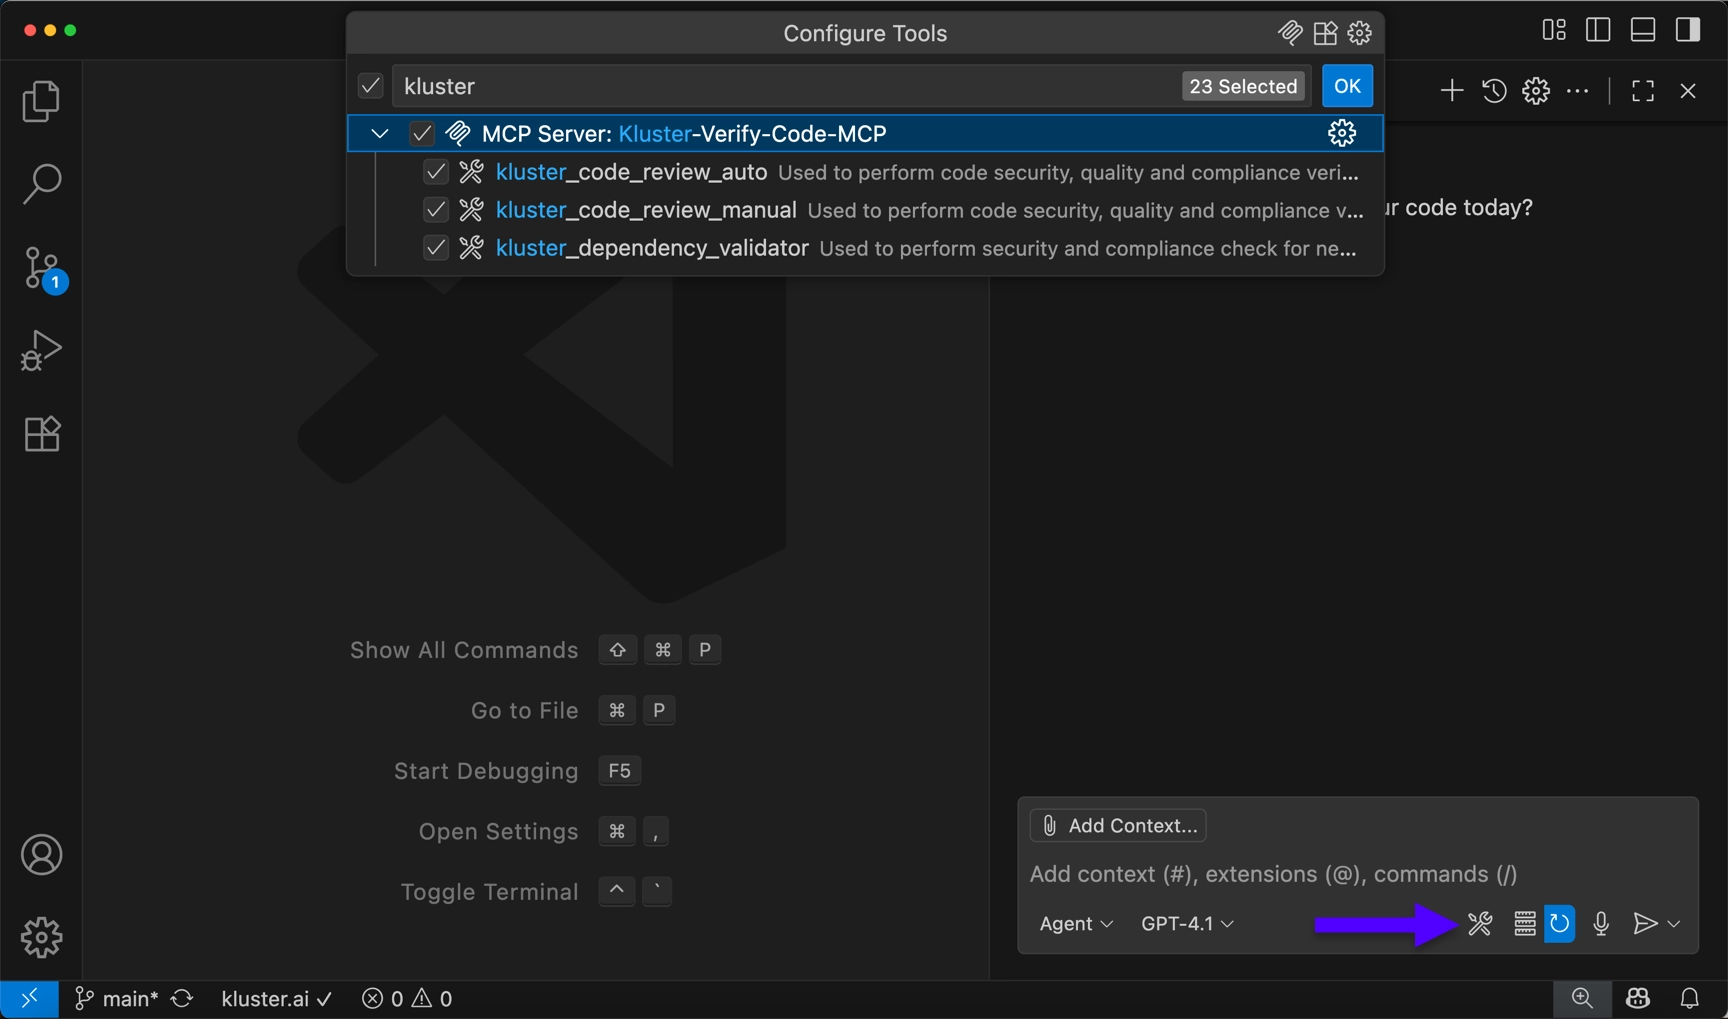 Configure Tools
kluster
23 Selected
OK
MCP Server: Kluster-Verify-Code-MCP
kluster_code_review_auto Used to perform code security, quality and compliance veri...
kluster_code_review_manual Used to perform code security, quality and compliance v...
kluster_dependency_validator Used to perform security and compliance check for ne...
ur code today?
1
Show All Commands ⇧ ⌘ P
Go to File ⌘ P
Start Debugging F5
Open Settings ⌘ ,
Toggle Terminal ^ `
Add Context...
Add context (#), extensions (@), commands (/)
Agent GPT-4.1
main* kluster.ai ✓ 0 0